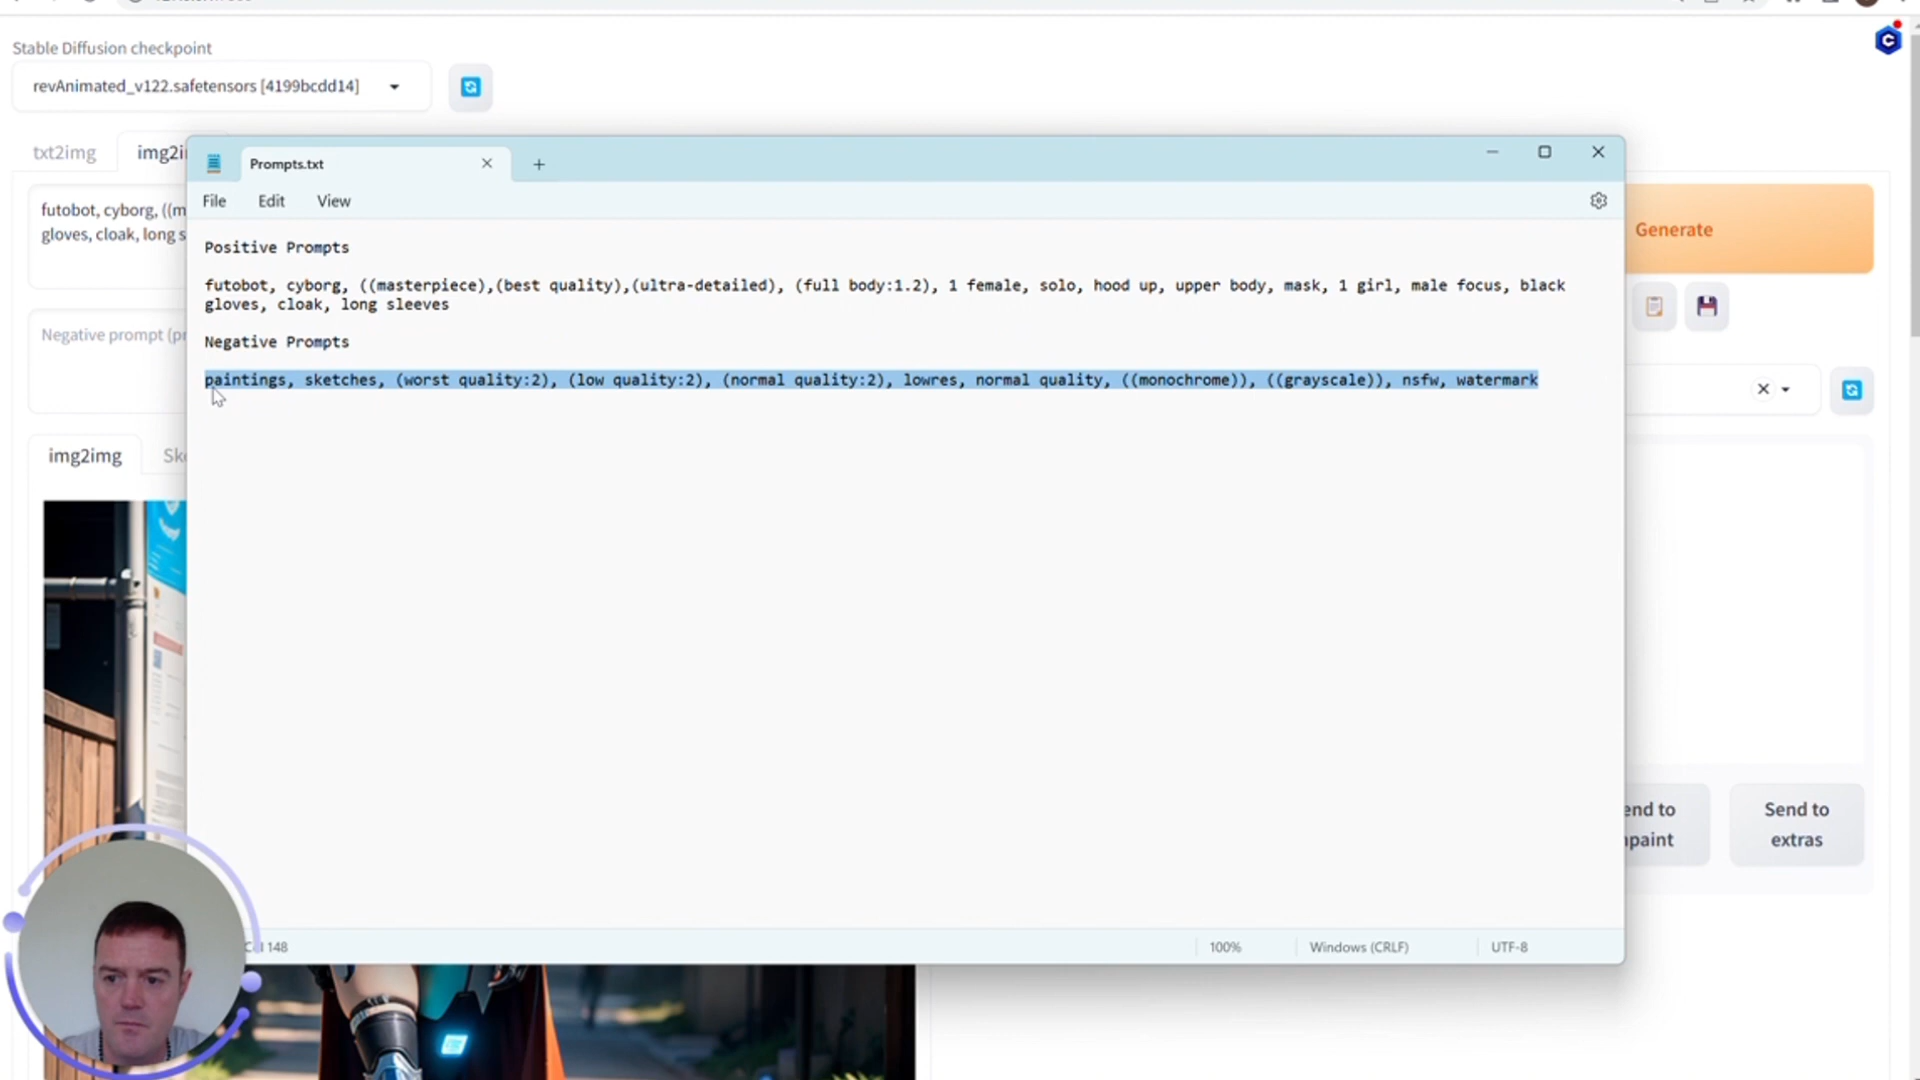 Stable Diffusion checkpoint
revAnimated_v122.safetensors [4199bcdd14]
txt2img
Prompts.txt
File Edit View
futobot, cyborg,
gloves, cloak, long
Generate
Positive Prompts
futobot, cyborg, ((masterpiece),(best quality),(ultra-detailed), (full body:1.2), 1 female, solo, hood up, upper body, mask, 1 girl, male focus, black
gloves, cloak, long sleeves
Negative Prompts
Negative prompt
paintings, sketches, (worst quality:2), (low quality:2), (normal quality:2), lowres, normal quality, ((monochrome)), ((grayscale)), nsfw, watermark
img2img
Send to
extras
148
100%
Windows (CRLF)
UTF-8